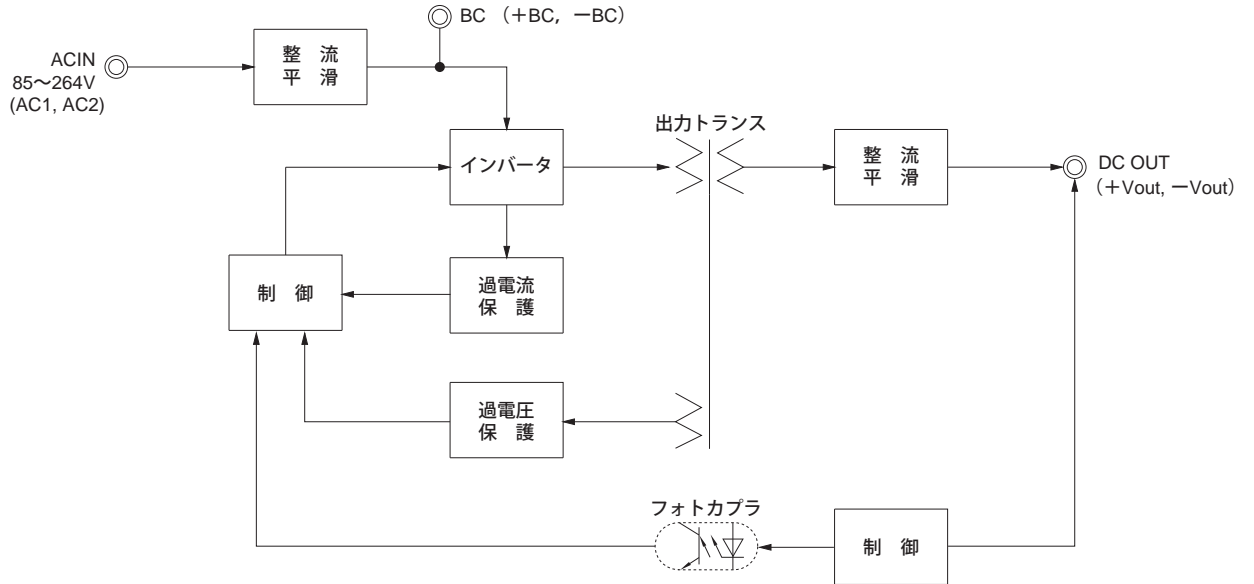 BC （＋BC, －BC）
ACIN
85～264V
(AC1, AC2)
整 流
平 滑
出力トランス
インバータ
整 流
平 滑
DC OUT
（＋Vout, －Vout）
制 御
過電流
保 護
過電圧
保 護
フォトカプラ
制 御